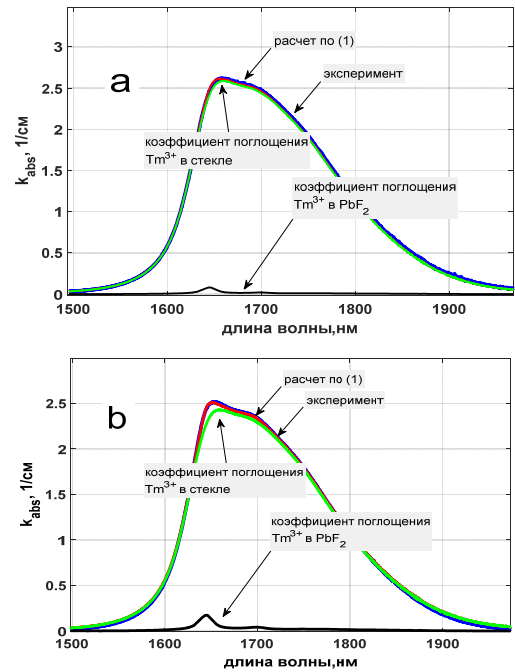 3
2.5
2
1.5
1
0.5
0
k_abs, 1/см
a
расчет по (1)
эксперимент
коэффициент поглощения
Tm³⁺ в стекле
коэффициент поглощения
Tm³⁺ в PbF₂
1500 1600 1700 1800 1900
длина волны,нм
2.5
2
1.5
1
0.5
0
k_abs, 1/см
b
расчет по (1)
эксперимент
коэффициент поглощения
Tm³⁺ в стекле
коэффициент поглощения
Tm³⁺ в PbF₂
1500 1600 1700 1800 1900
длина волны,нм